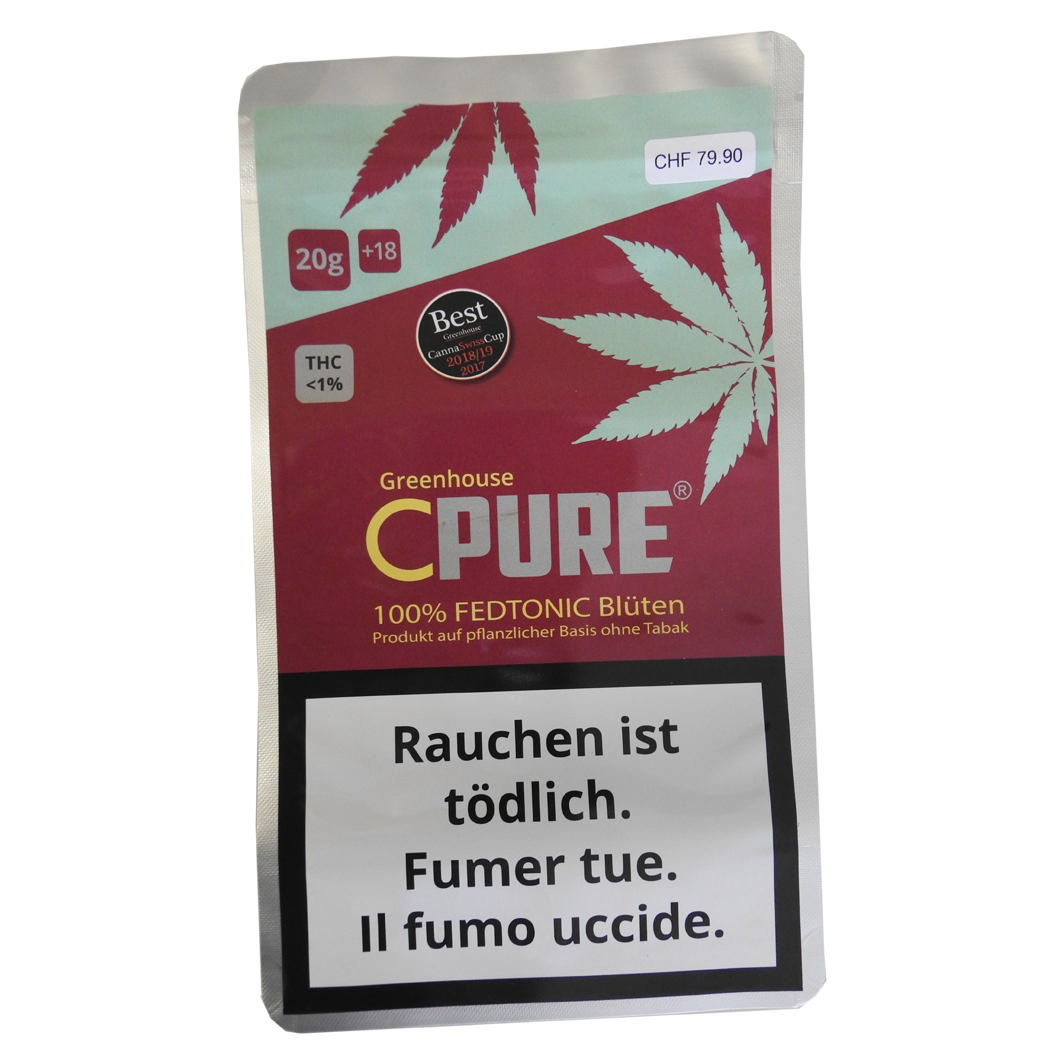 CHF 79.90
20g
+18
Best
Greenhouse
CannaSwissCup
2018/19
2017
THC
<1%
Greenhouse
CPURE®
100% FEDTONIC Blüten
Produkt auf pflanzlicher Basis ohne Tabak
Rauchen ist
tödlich.
Fumer tue.
Il fumo uccide.